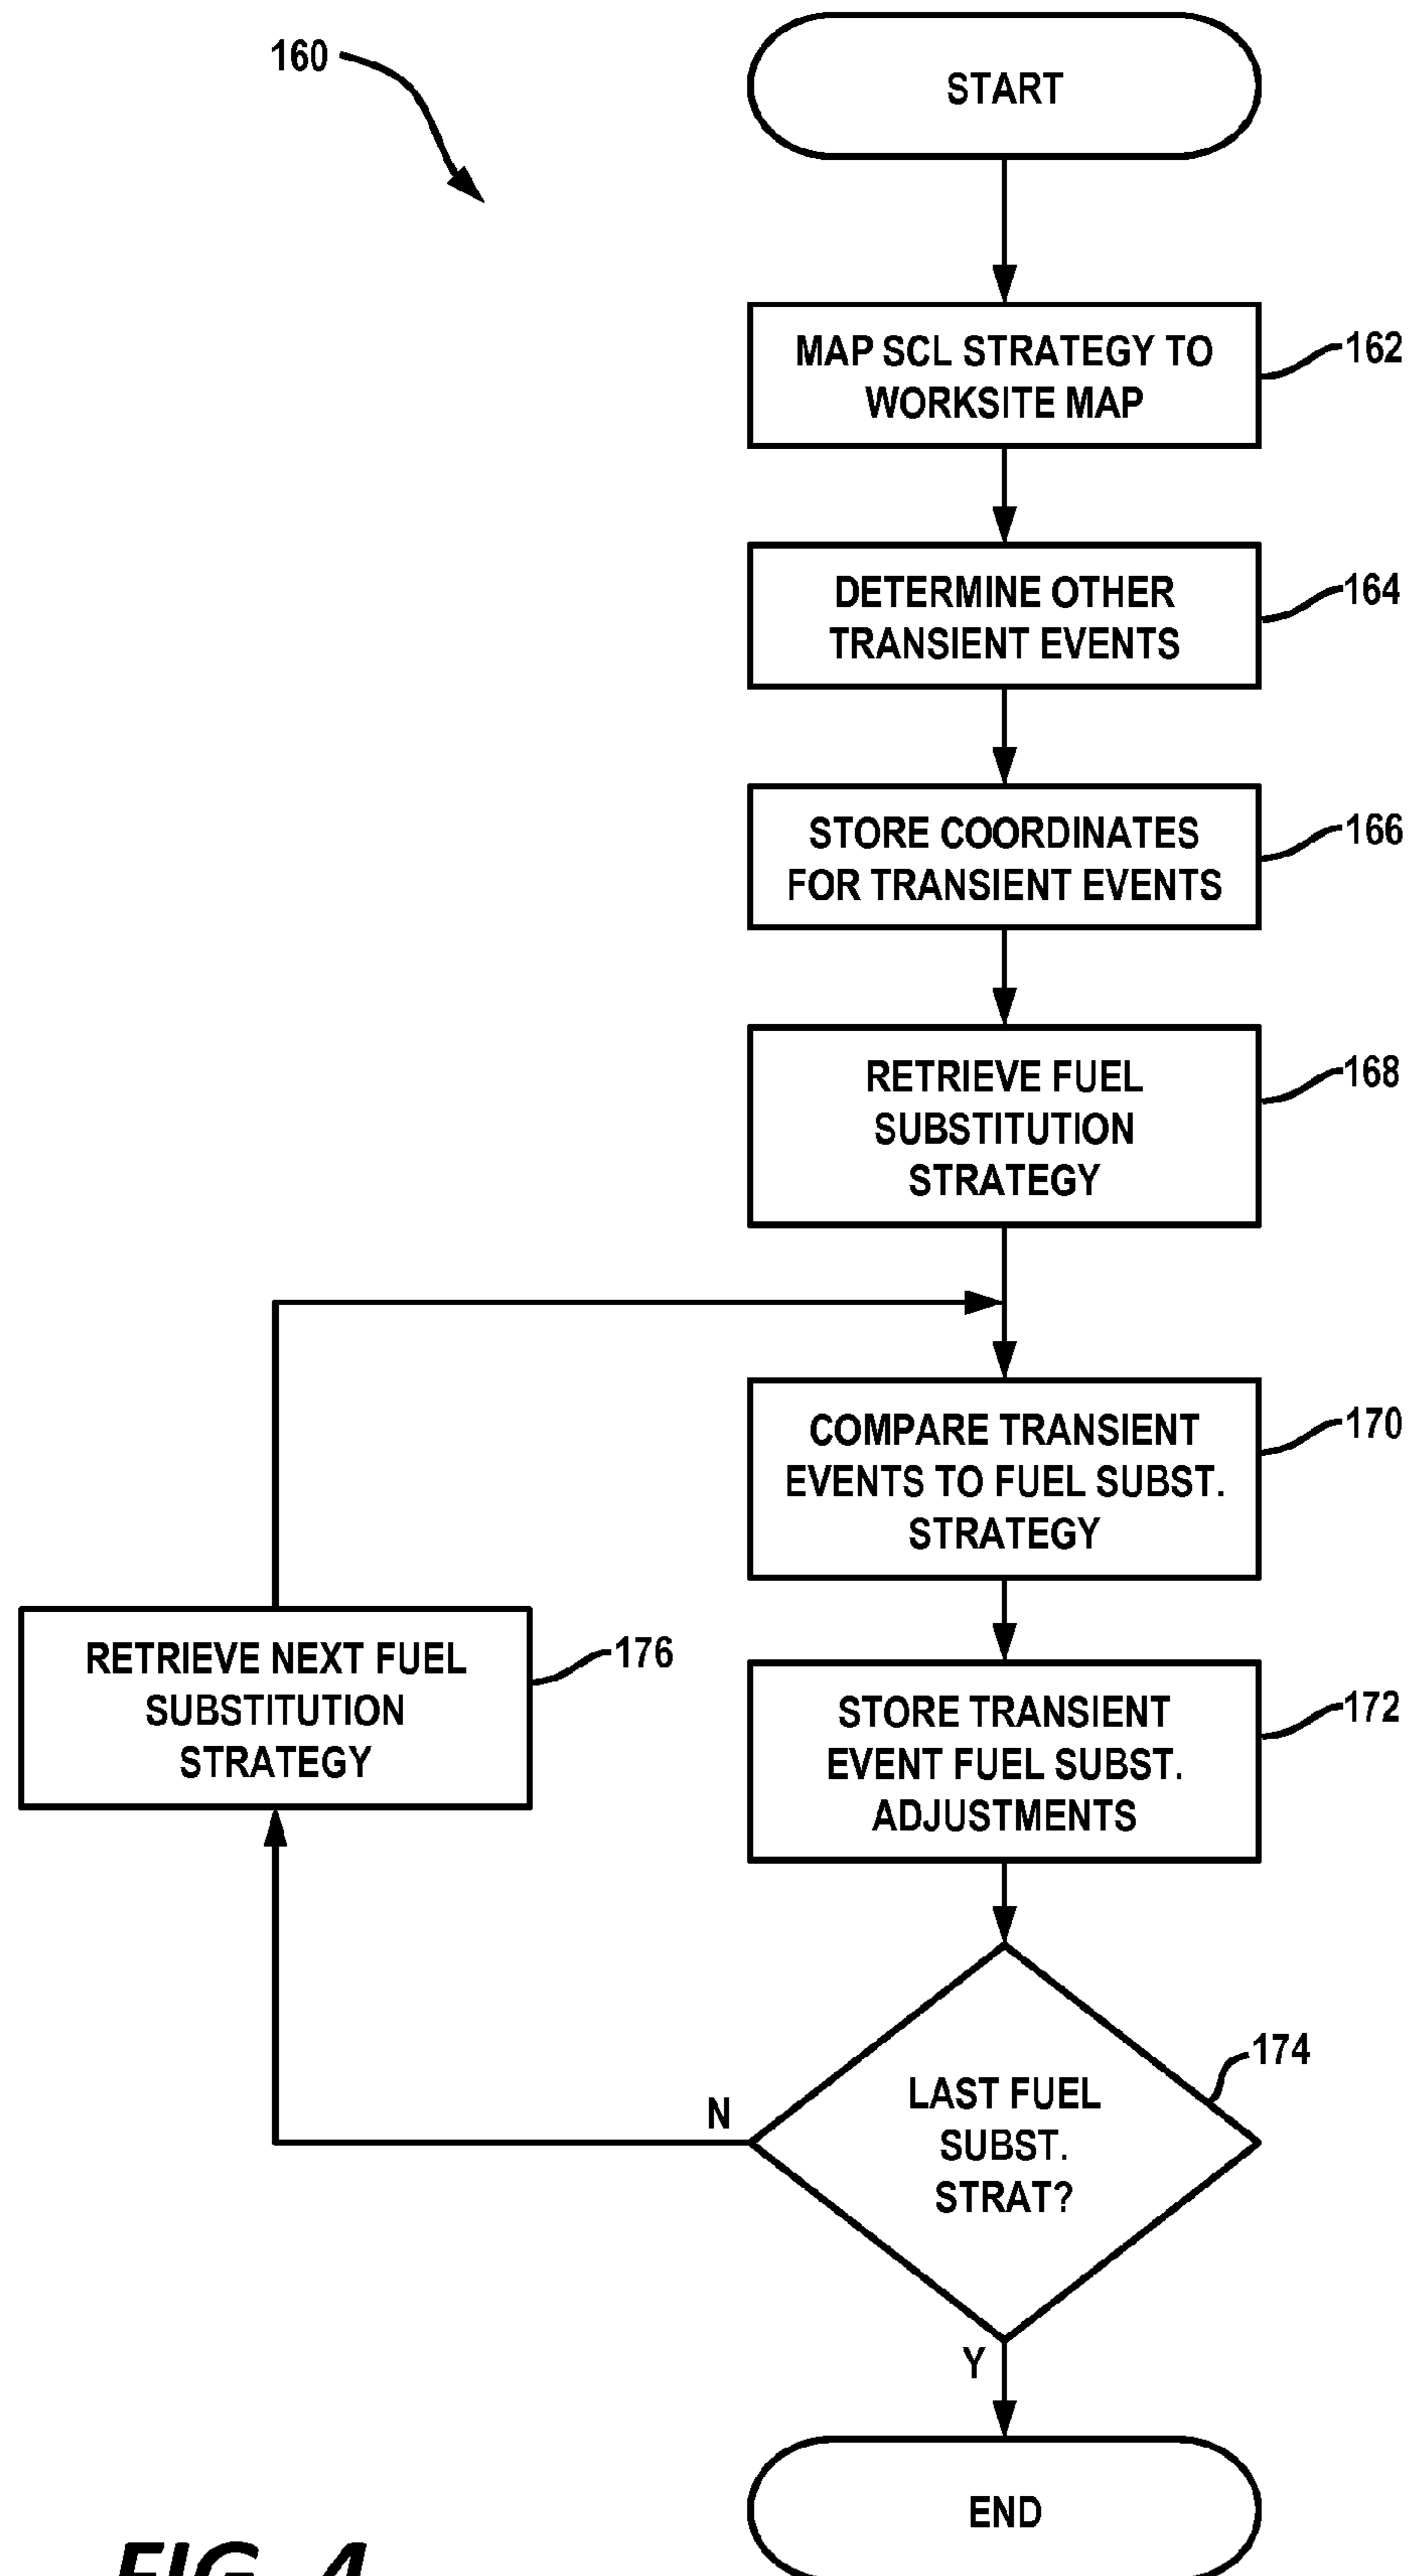 160
START
MAP SCL STRATEGY TO
WORKSITE MAP
162
DETERMINE OTHER
TRANSIENT EVENTS
164
STORE COORDINATES
FOR TRANSIENT EVENTS
166
RETRIEVE FUEL
SUBSTITUTION
STRATEGY
168
COMPARE TRANSIENT
EVENTS TO FUEL SUBST.
STRATEGY
170
RETRIEVE NEXT FUEL
SUBSTITUTION
STRATEGY
176
STORE TRANSIENT
EVENT FUEL SUBST.
ADJUSTMENTS
172
LAST FUEL
SUBST.
STRAT?
174
N
Y
END
FIG. 4